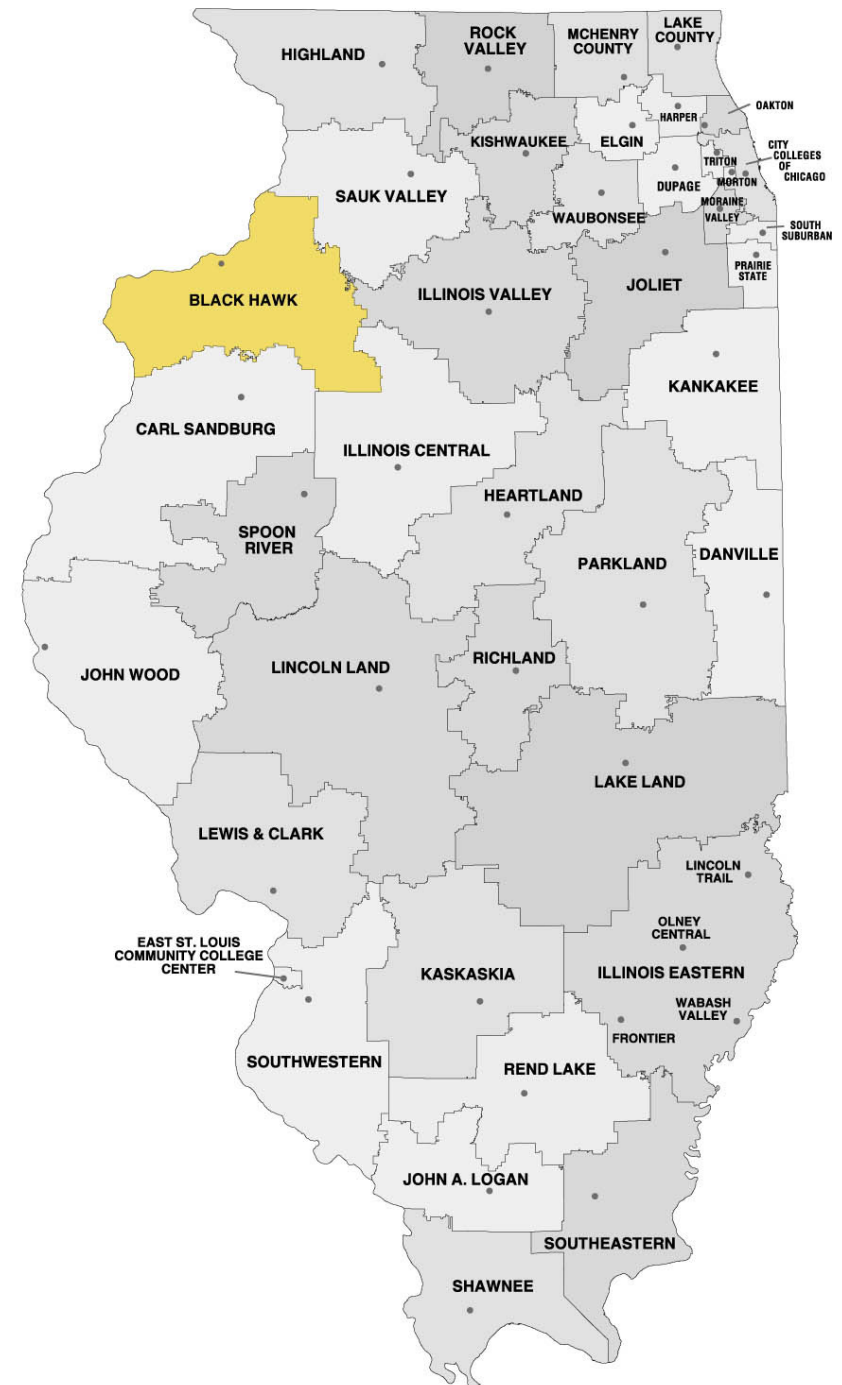 HIGHLAND
ROCK
VALLEY
MCHENRY
COUNTY
LAKE
COUNTY
OAKTON
HARPER
KISHWAUKEE
ELGIN
CITY
COLLEGES
OF
CHICAGO
TRITON
MORTON
DUPAGE
SAUK VALLEY
WAUBONSEE
MORAINE
VALLEY
SOUTH
SUBURBAN
PRAIRIE
STATE
BLACK HAWK
ILLINOIS VALLEY
JOLIET
KANKAKEE
CARL SANDBURG
ILLINOIS CENTRAL
HEARTLAND
SPOON
RIVER
PARKLAND
DANVILLE
JOHN WOOD
LINCOLN LAND
RICHLAND
LAKE LAND
LEWIS & CLARK
LINCOLN
TRAIL
OLNEY
CENTRAL
EAST ST. LOUIS
COMMUNITY COLLEGE
CENTER
KASKASKIA
ILLINOIS EASTERN
WABASH
VALLEY
FRONTIER
SOUTHWESTERN
REND LAKE
JOHN A. LOGAN
SOUTHEASTERN
SHAWNEE